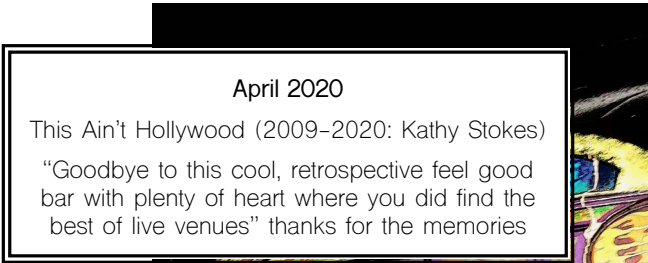 April 2020
This Ain't Hollywood (2009-2020: Kathy Stokes)
“Goodbye to this cool, retrospective feel good
bar with plenty of heart where you did find the
best of live venues” thanks for the memories